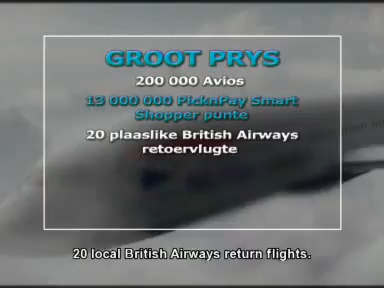 GROOT PRYS
200 000 Avios
13 000 000 PicknPay Smart
Shopper punte
20 plaaslike British Airways
retoervlugte
20 local British Airways return flights.